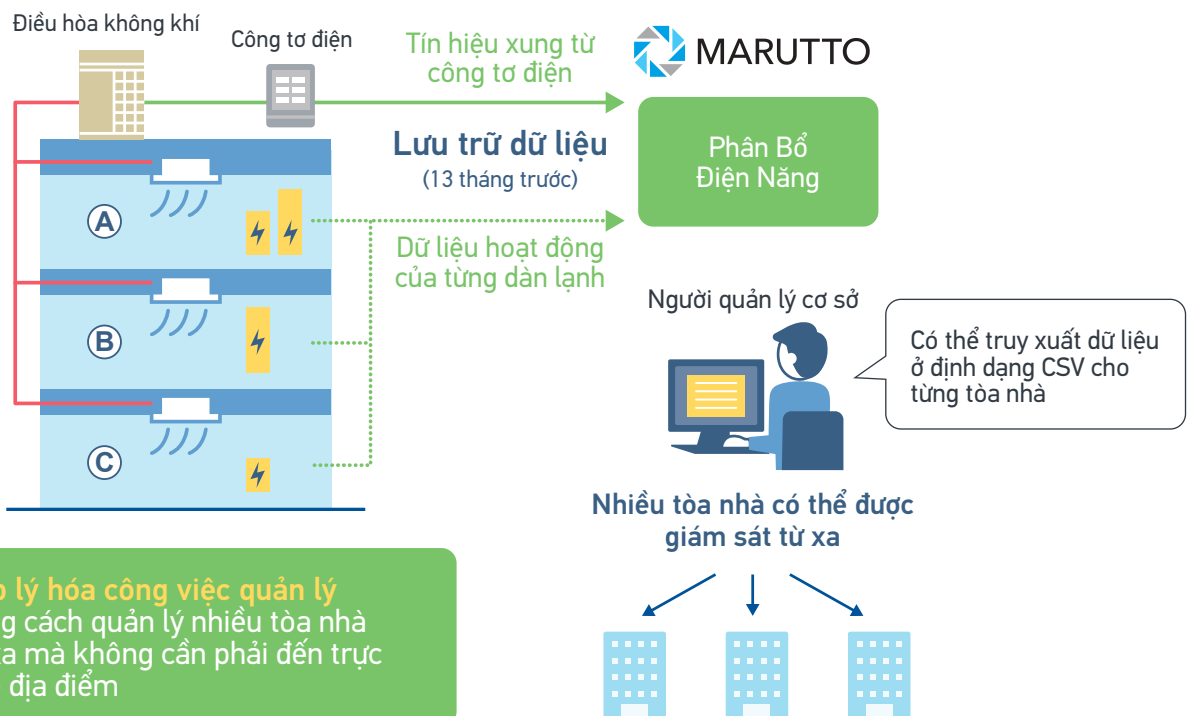 Điều hòa không khí
Công tơ điện
Tín hiệu xung từ
công tơ điện
MARUTTO
Lưu trữ dữ liệu
(13 tháng trước)
Phân Bổ
Điện Năng
A
Dữ liệu hoạt động
của từng dàn lạnh
B
C
Người quản lý cơ sở
Có thể truy xuất dữ liệu
ở định dạng CSV cho
từng tòa nhà
Nhiều tòa nhà có thể được
giám sát từ xa
lý hóa công việc quản lý
cách quản lý nhiều tòa nhà
mà không cần phải đến trực
địa điểm